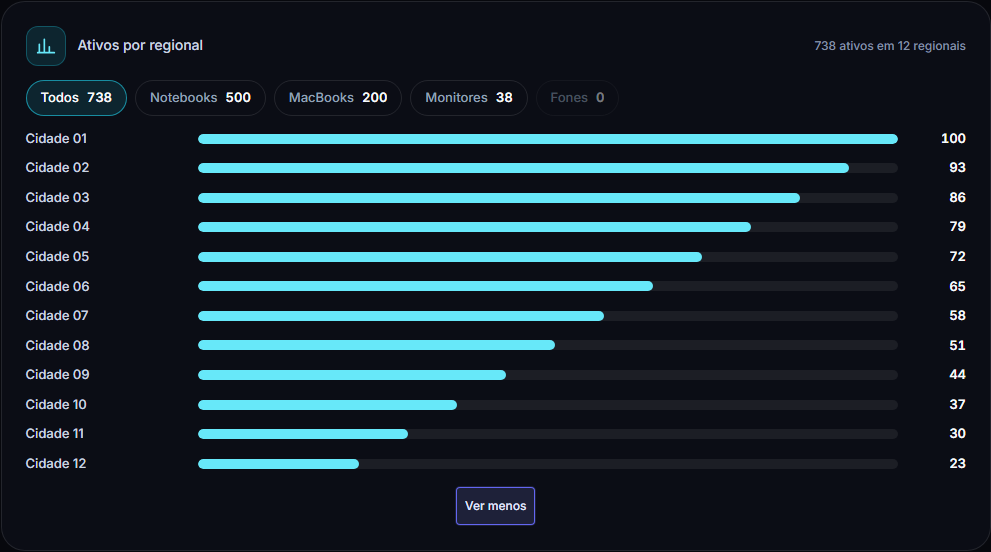 Ativos por regional
738 ativos em 12 regionais
Todos 738 Notebooks 500 MacBooks 200 Monitores 38 Fones 0
Cidade 01 100
Cidade 02 93
Cidade 03 86
Cidade 04 79
Cidade 05 72
Cidade 06 65
Cidade 07 58
Cidade 08 51
Cidade 09 44
Cidade 10 37
Cidade 11 30
Cidade 12 23
Ver menos